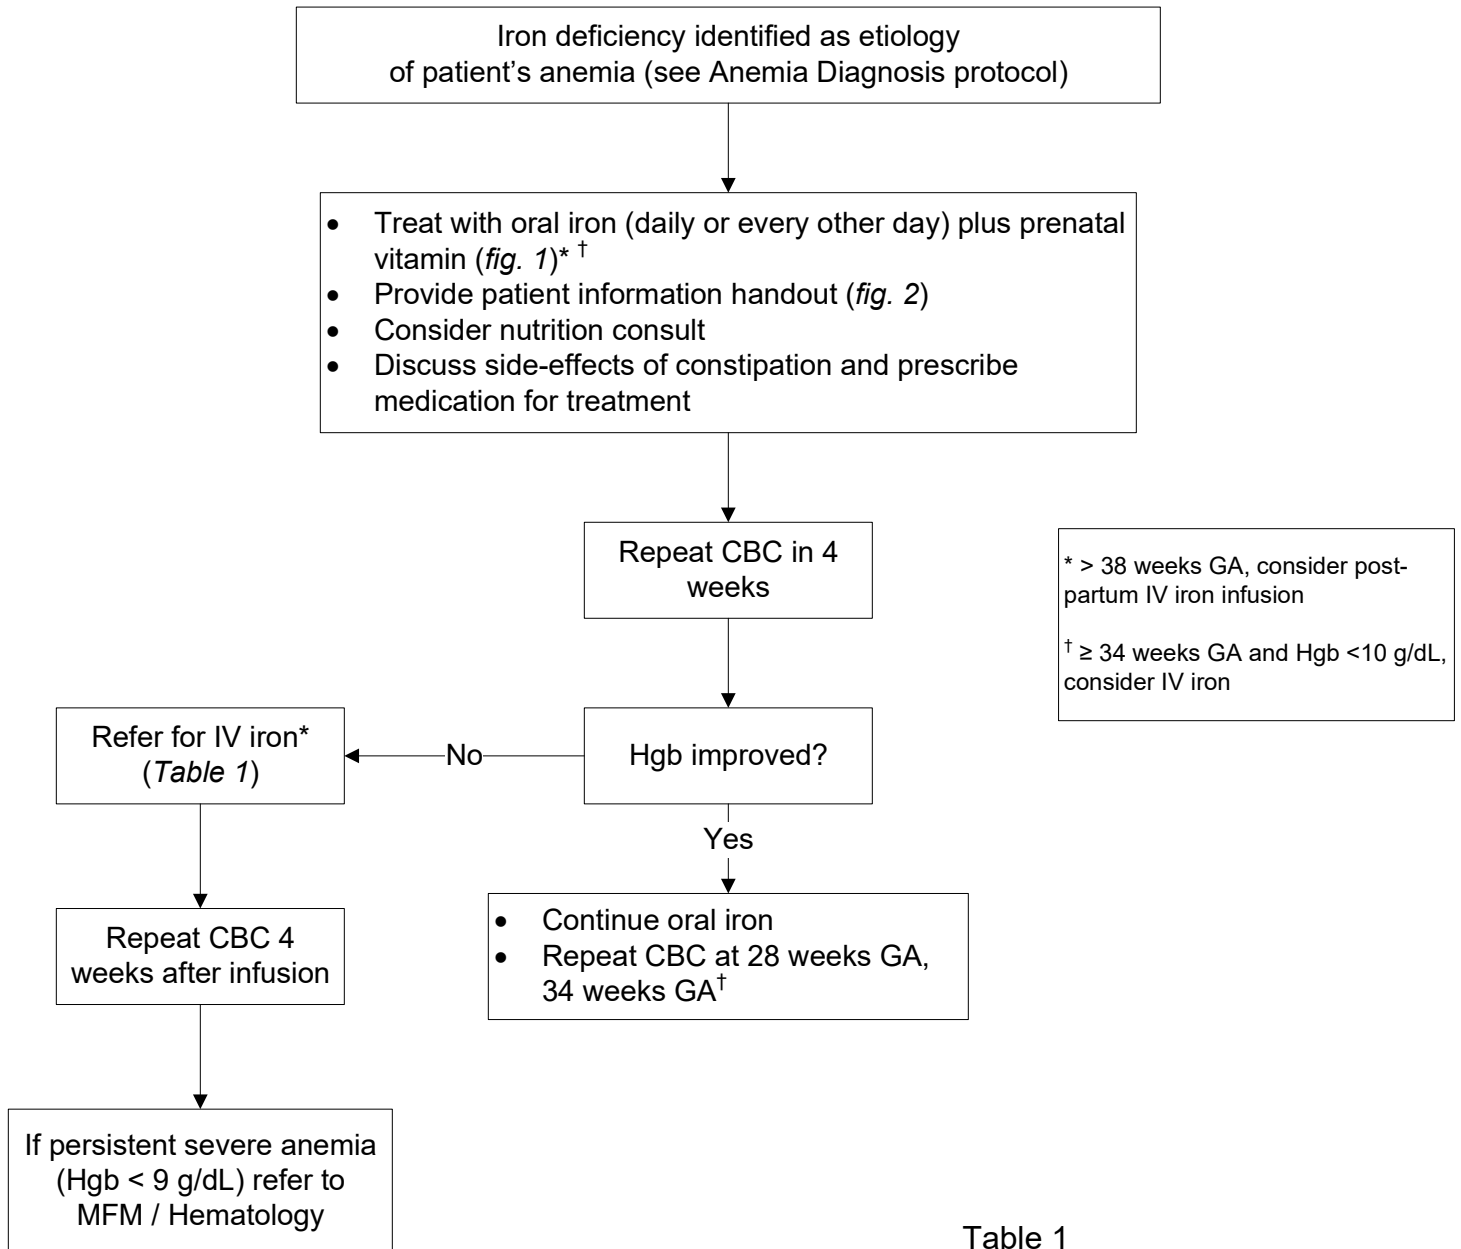 Iron deficiency identified as etiology
of patient’s anemia (see Anemia Diagnosis protocol)
• Treat with oral iron (daily or every other day) plus prenatal
vitamin (fig. 1)* †
• Provide patient information handout (fig. 2)
• Consider nutrition consult
• Discuss side-effects of constipation and prescribe
medication for treatment
Repeat CBC in 4
weeks
* > 38 weeks GA, consider post-
partum IV iron infusion
† ≥ 34 weeks GA and Hgb <10 g/dL,
consider IV iron
Hgb improved?
No
Refer for IV iron*
(Table 1)
Yes
• Continue oral iron
• Repeat CBC at 28 weeks GA,
34 weeks GA†
Repeat CBC 4
weeks after infusion
If persistent severe anemia
(Hgb < 9 g/dL) refer to
MFM / Hematology
Table 1